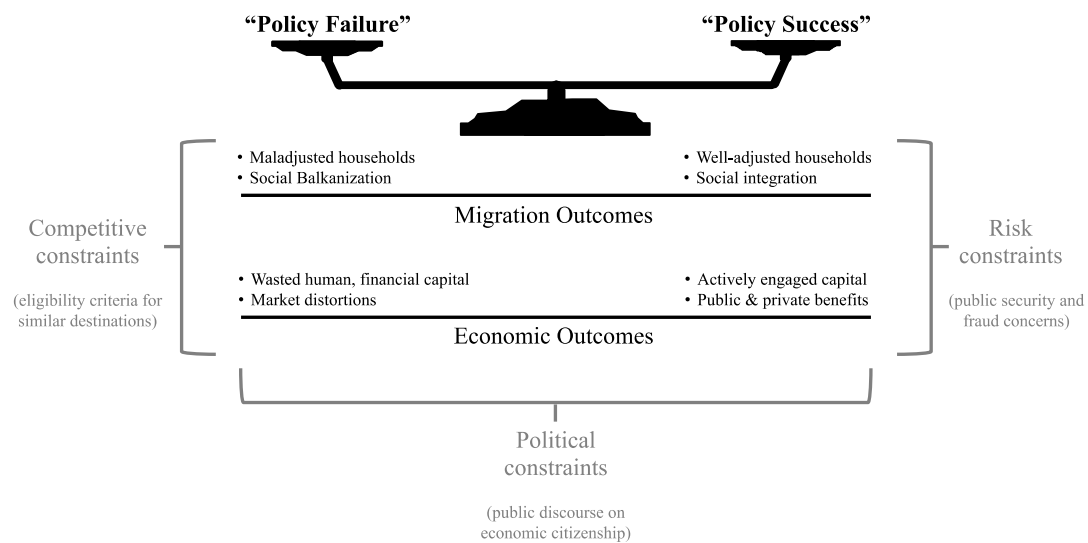 “Policy Failure”
“Policy Success”
• Maladjusted households
• Social Balkanization
• Well-adjusted households
• Social integration
Migration Outcomes
Competitive
constraints
(eligibility criteria for
similar destinations)
Risk
constraints
(public security and
fraud concerns)
• Wasted human, financial capital
• Market distortions
• Actively engaged capital
• Public & private benefits
Economic Outcomes
Political
constraints
(public discourse on
economic citizenship)